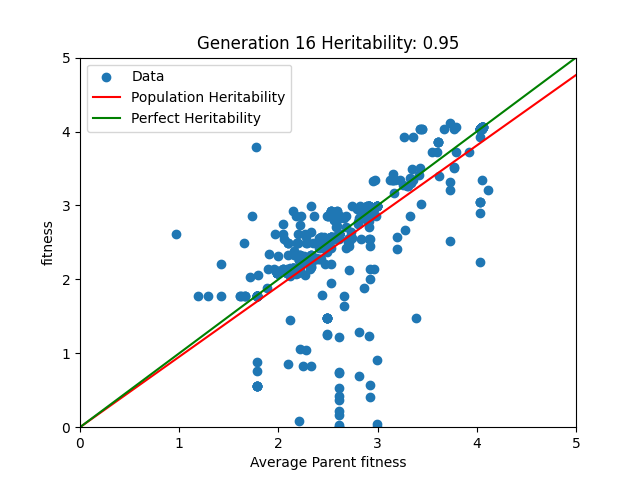 Generation 16 Heritability: 0.95
Data
Population Heritability
Perfect Heritability
5
4
3
2
1
0
fitness
0 1 2 3 4 5
Average Parent fitness